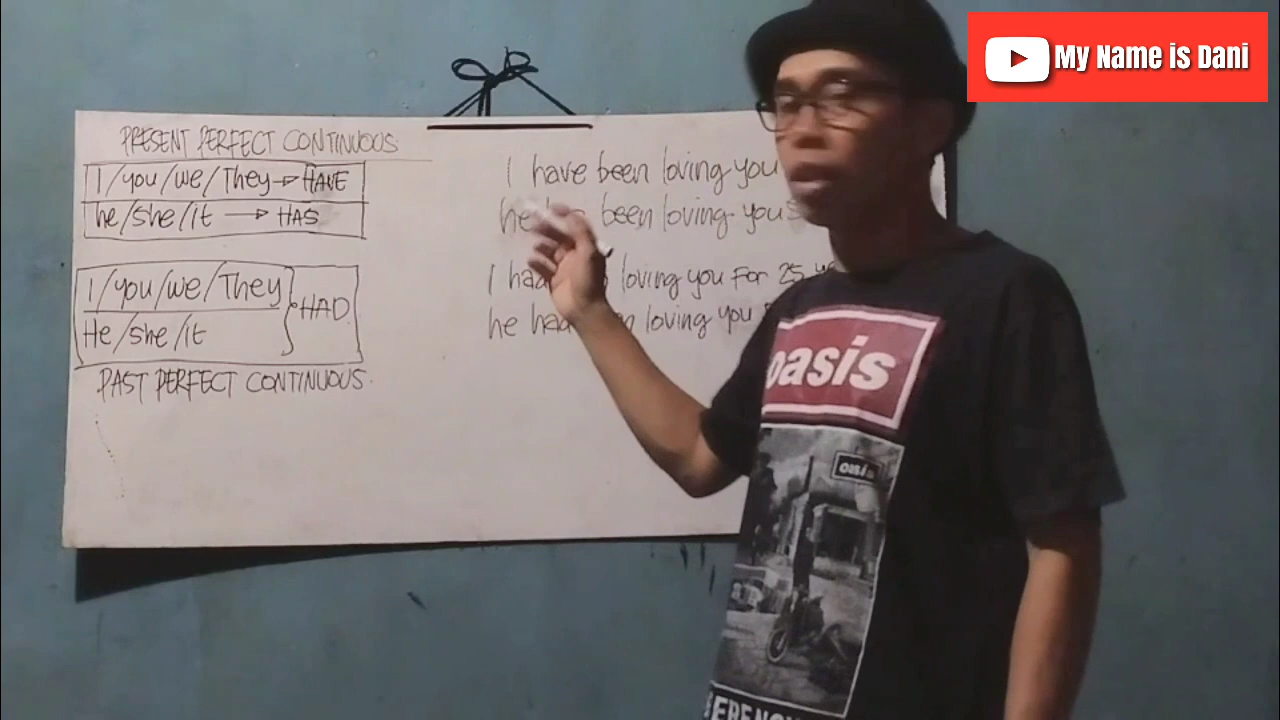 My Name is Dani
PRESENT PERFECT CONTINUOUS
I/you/we/They → HAVE
he/she/it → HAS
I/you/we/They
He/she/it
HAD
PAST PERFECT CONTINUOUS
I have been loving you
he has been loving you
I had loving you For 25
he had loving you
oasis
oasis